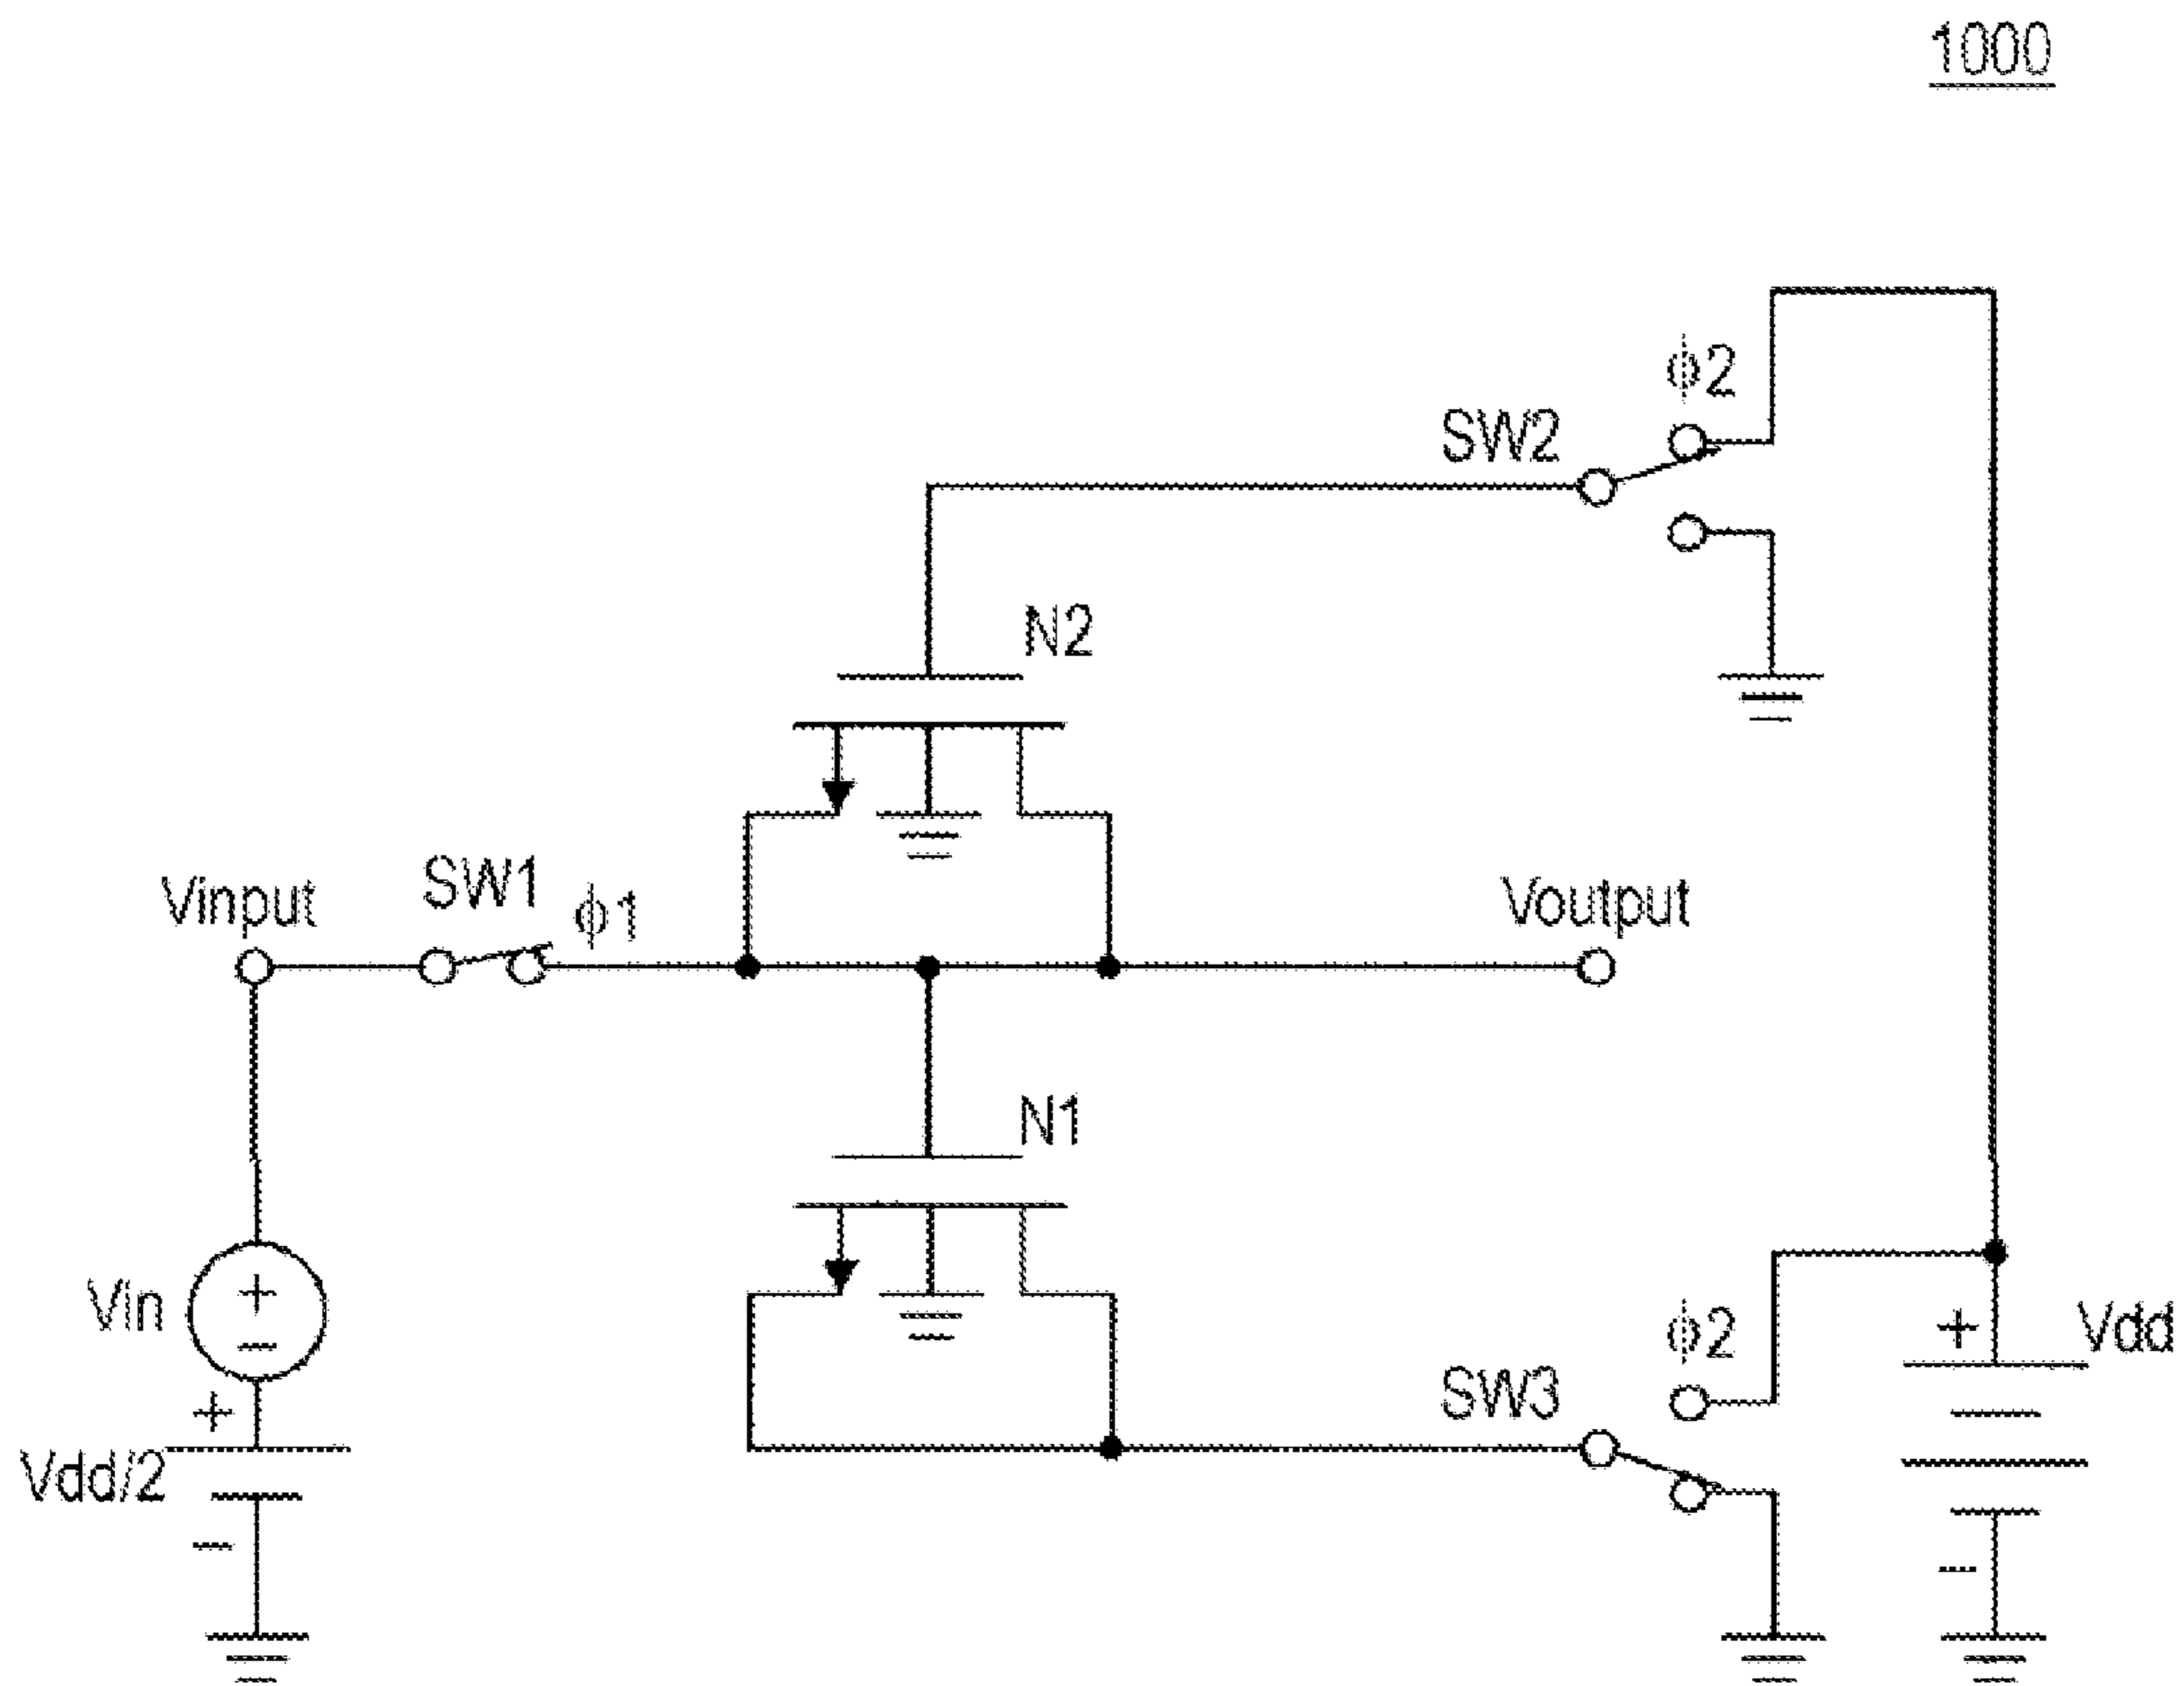 1000
ϕ2
SW2
N2
Vinput
SW1
ϕ1
Voutput
N1
Vin
+
−
+
Vdd/2
−
ϕ2
SW3
+
Vdd
−